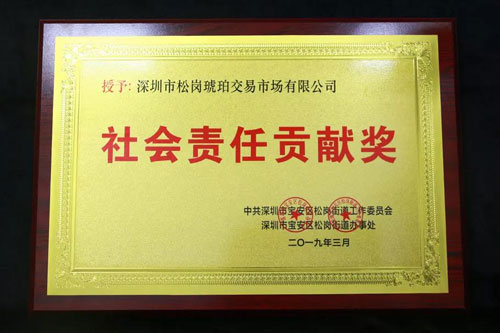 授予:深圳市松岗琥珀交易市场有限公司
社会责任贡献奖
中共深圳市宝安区松岗街道工作委员会
深圳市宝安区松岗街道办事处
二〇一九年三月